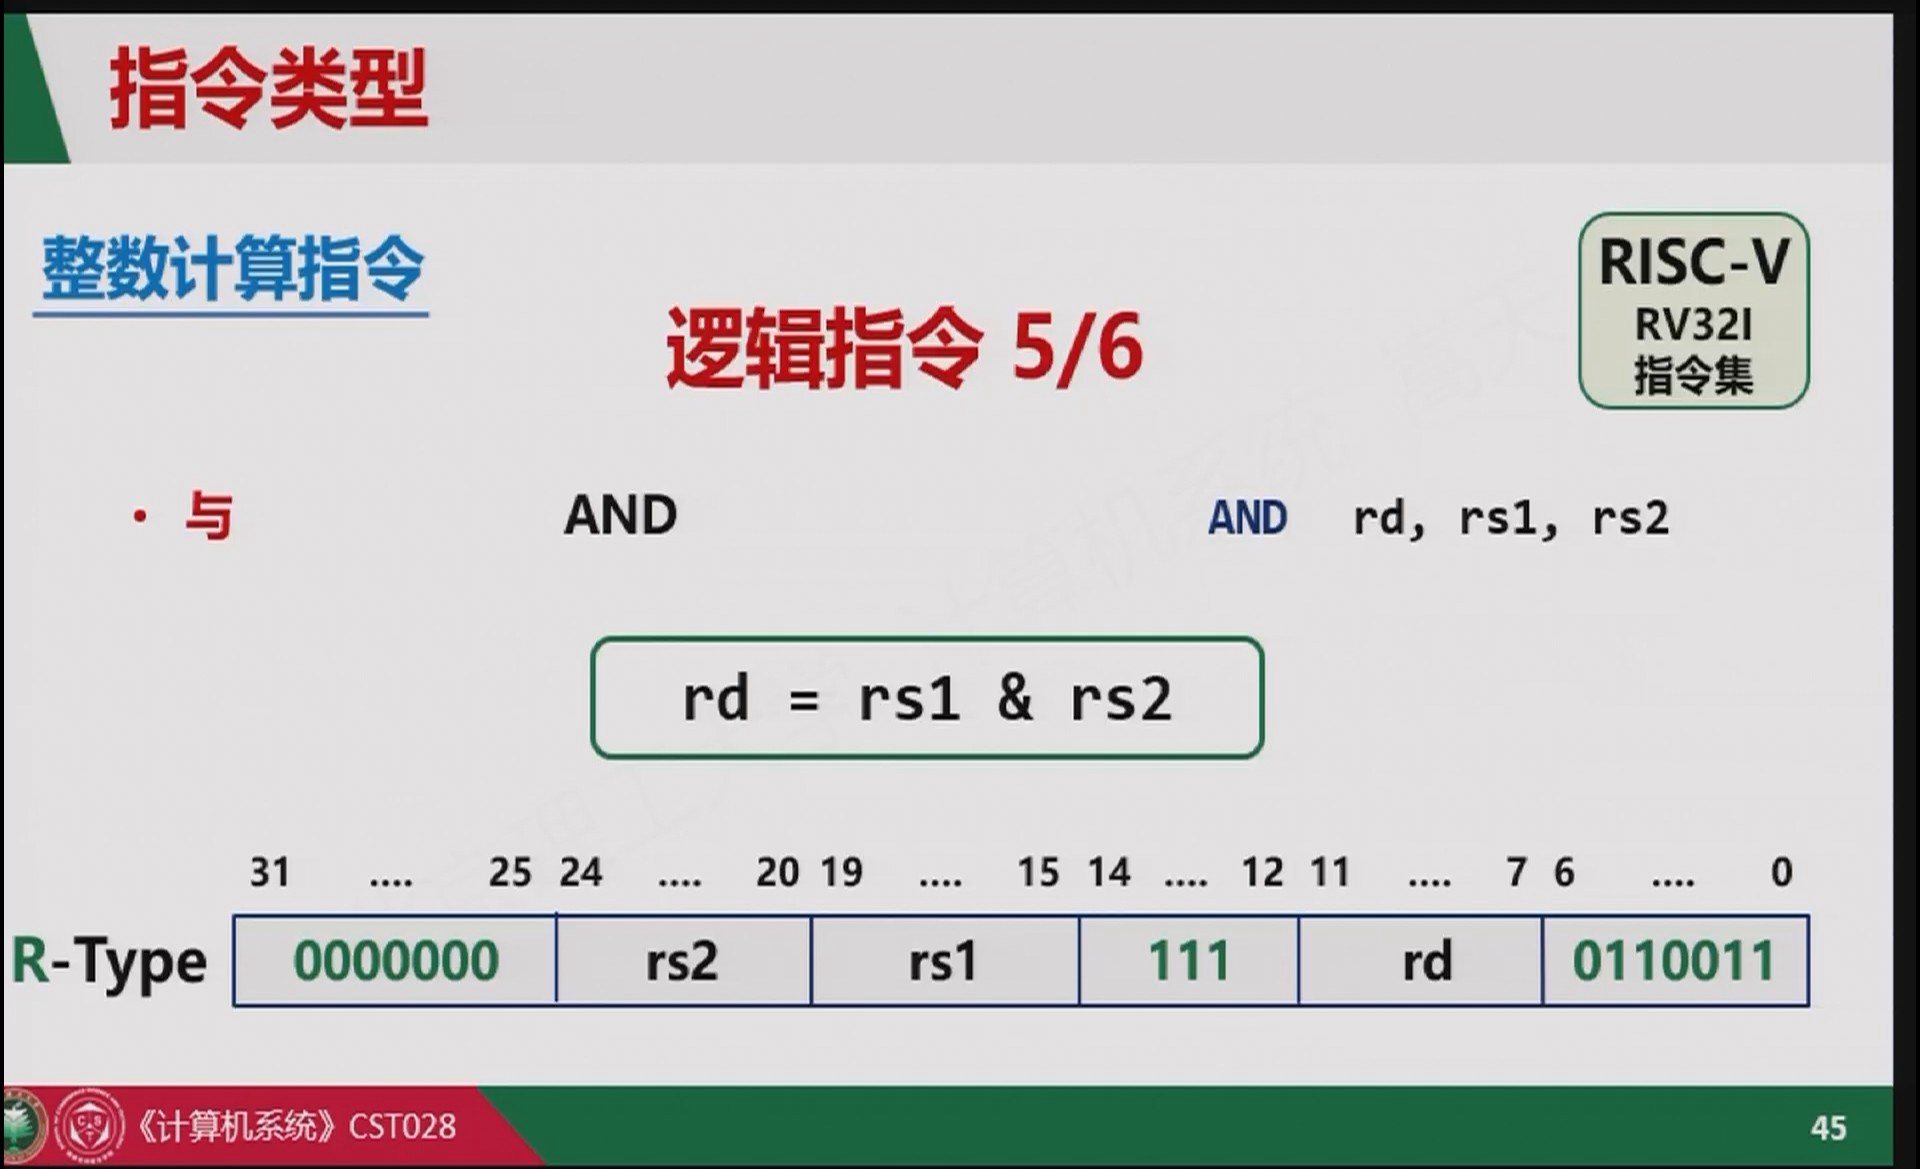 指令类型
整数计算指令
RISC-V
RV32I
指令集
逻辑指令 5/6
• 与 AND AND rd, rs1, rs2
rd = rs1 & rs2
31 .... 25 24 .... 20 19 .... 15 14 .... 12 11 .... 7 6 .... 0
R-Type 0000000 rs2 rs1 111 rd 0110011
《计算机系统》CST028
45